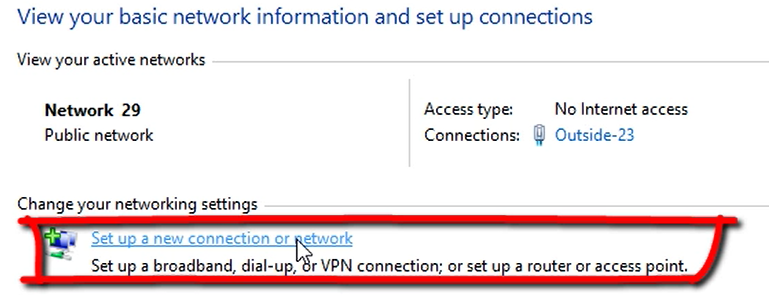 View your basic network information and set up connections
View your active networks
Network 29
Public network
Access type: No Internet access
Connections: Outside-23
Change your networking settings
Set up a new connection or network
Set up a broadband, dial-up, or VPN connection; or set up a router or access point.